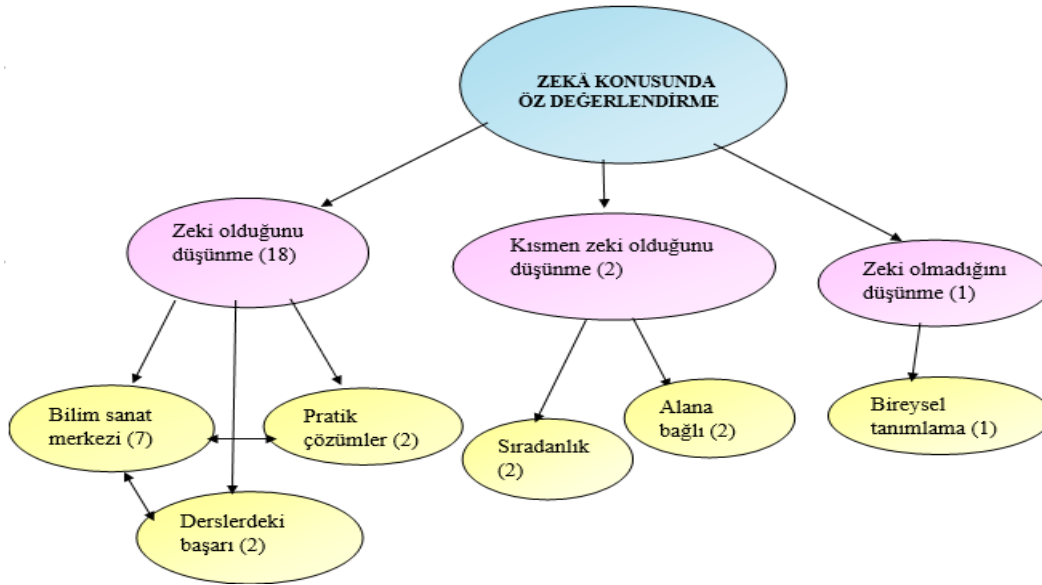 ZEKÂ KONUSUNDA
ÖZ DEĞERLENDİRME
Zeki olduğunu
düşünme (18)
Kısmen zeki olduğunu
düşünme (2)
Zeki olmadığını
düşünme (1)
Bilim sanat
merkezi (7)
Pratik
çözümler (2)
Derslerdeki
başarı (2)
Sıradanlık
(2)
Alana
bağlı (2)
Bireysel
tanımlama (1)